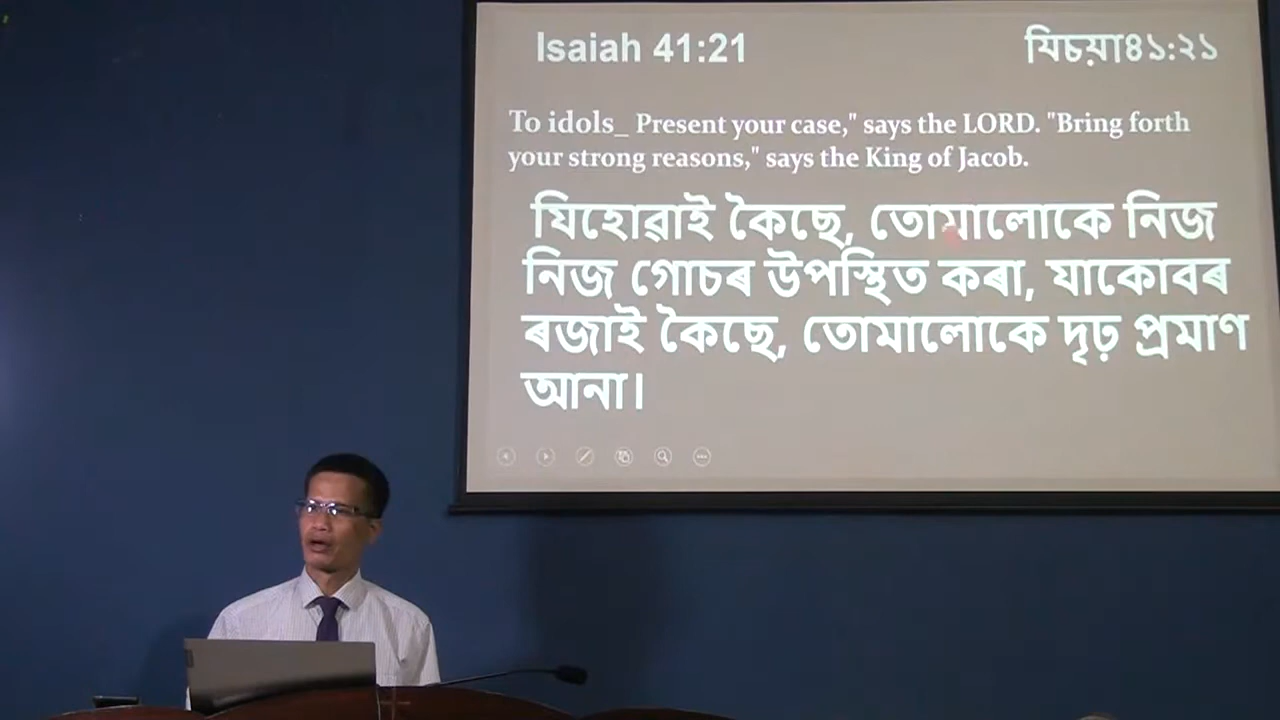 Isaiah 41:21 যিচয়া৪১:২১
To idols_ Present your case," says the LORD. "Bring forth
your strong reasons," says the King of Jacob.
যিহোৱাই কৈছে, তোমালোকে নিজ
নিজ গোচৰ উপস্থিত কৰা, যাকোবৰ
ৰজাই কৈছে, তোমালোকে দৃঢ় প্ৰমাণ
আনা।